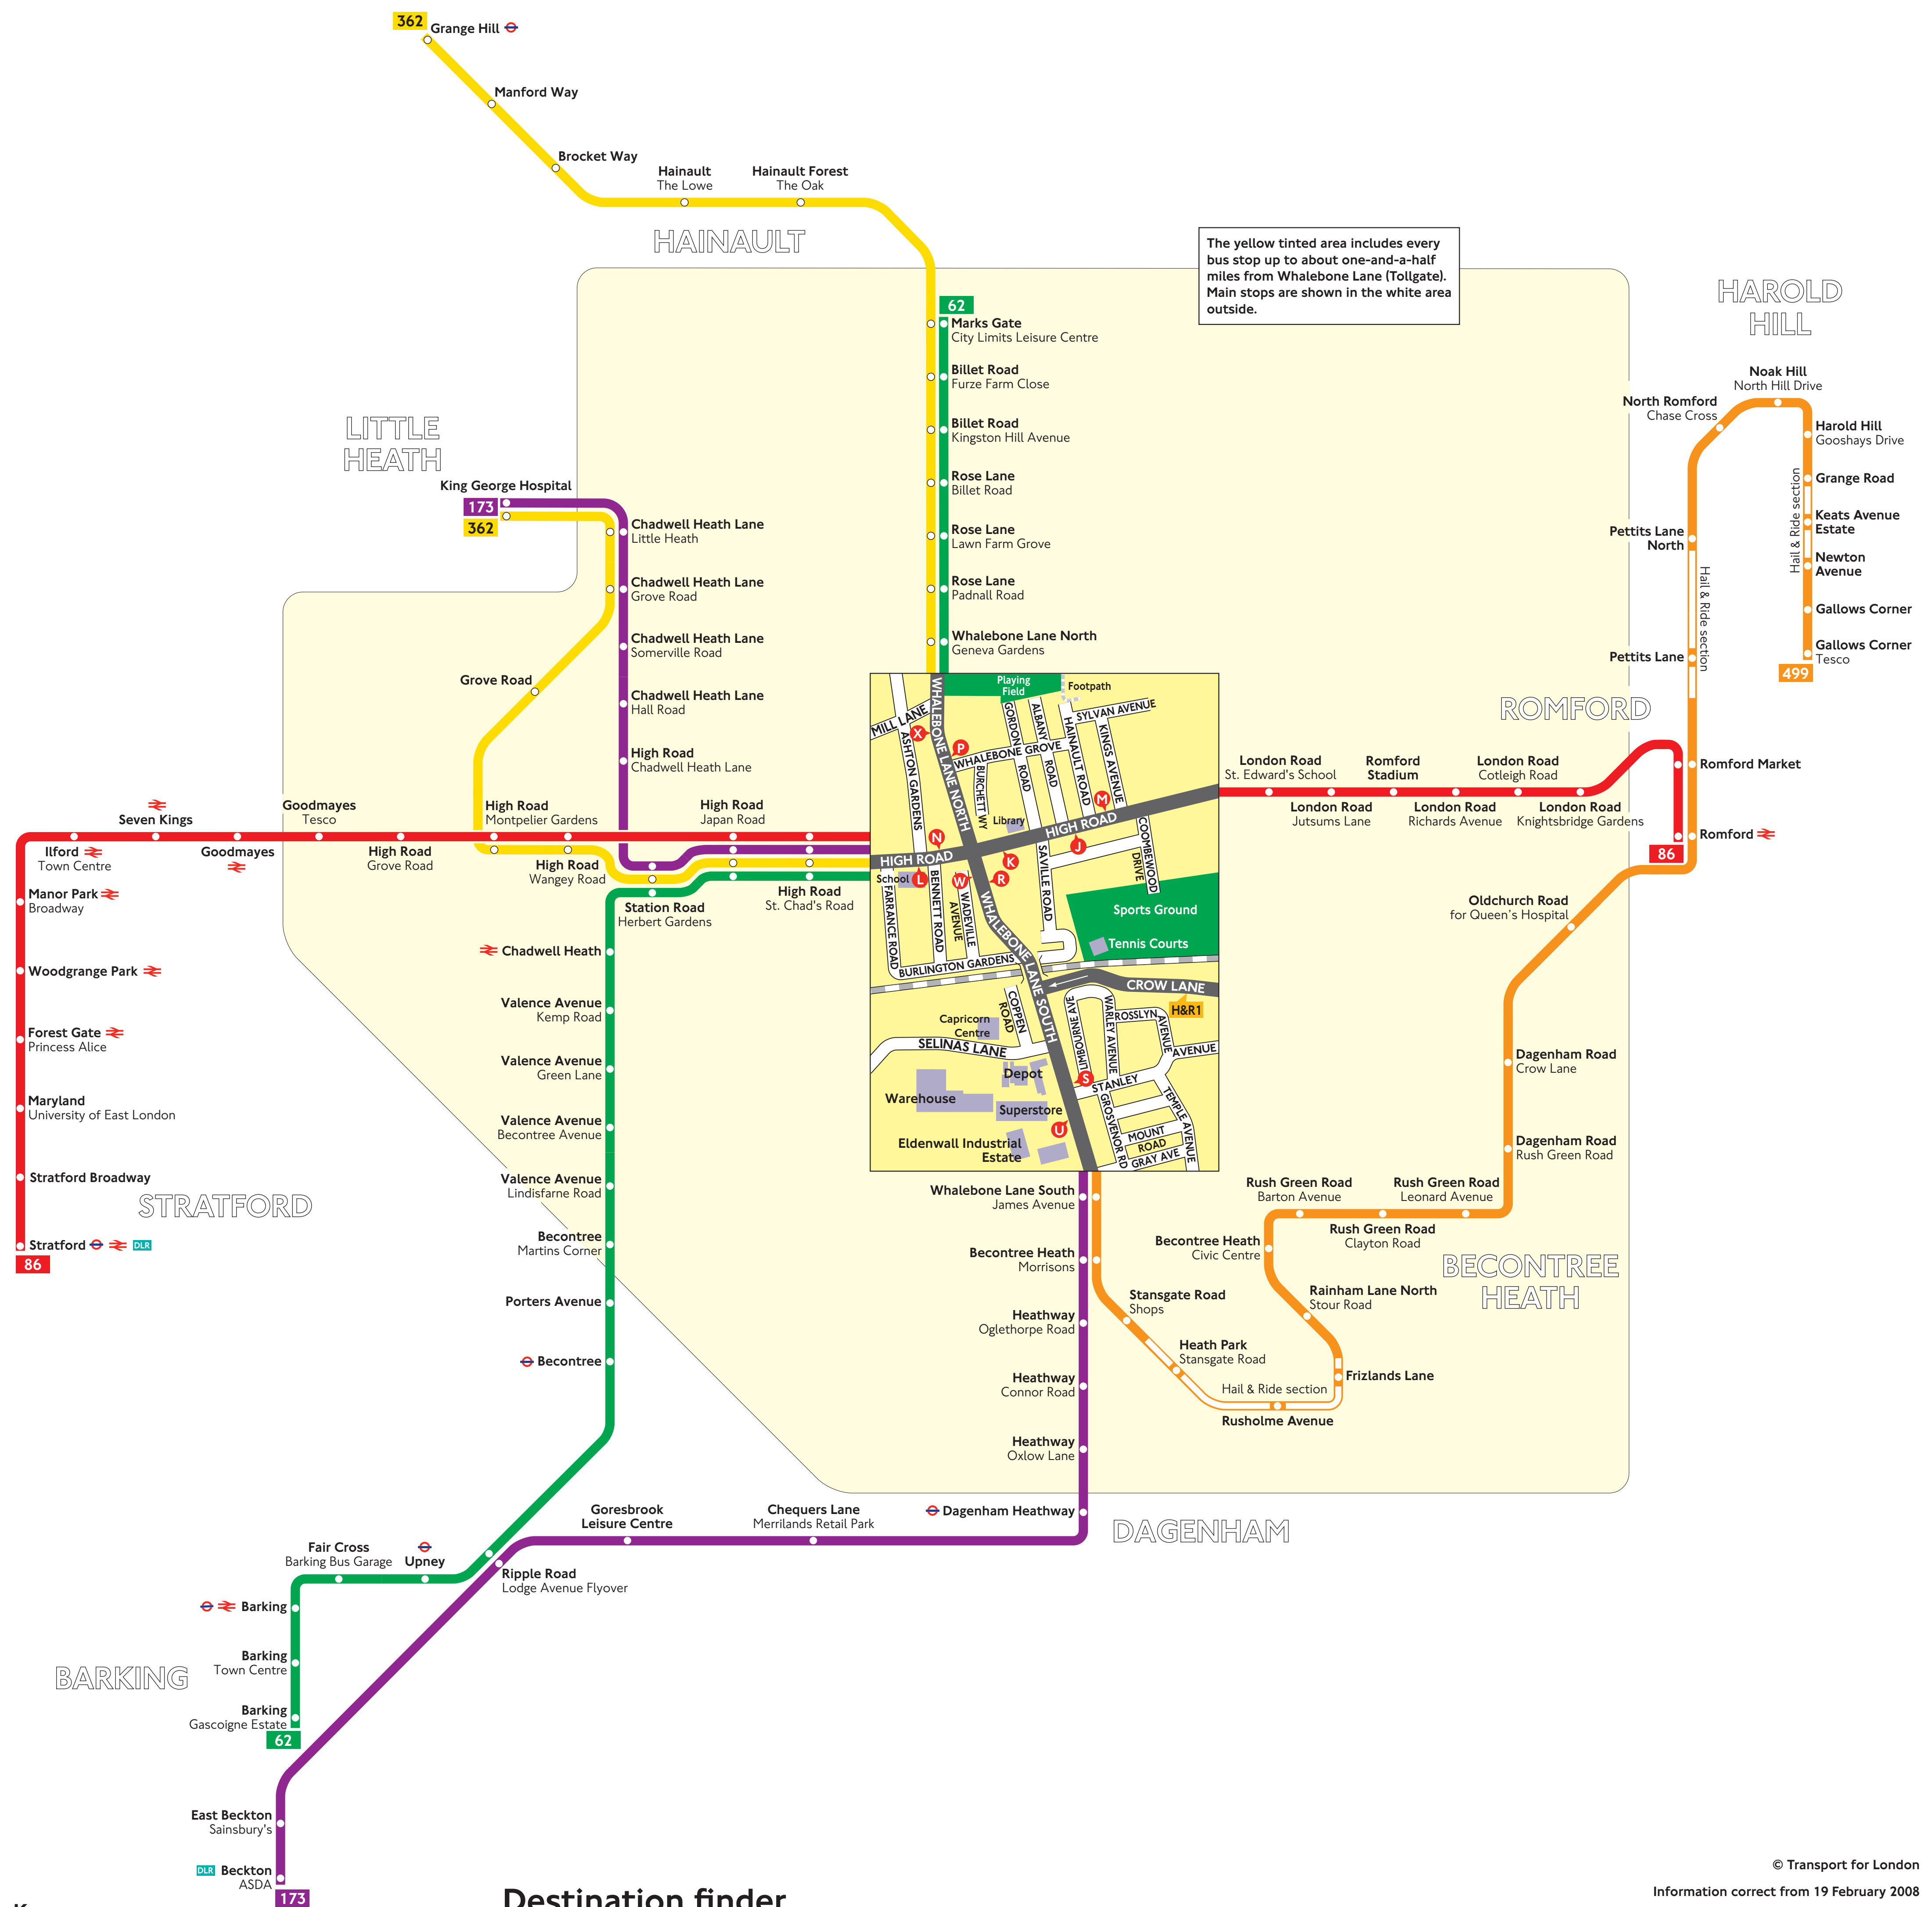 362
Grange Hill
Manford Way
Brocket Way
Hainault
The Lowe
Hainault Forest
The Oak
HAINAULT
The yellow tinted area includes every
bus stop up to about one-and-a-half
miles from Whalebone Lane (Tollgate).
Main stops are shown in the white area
outside.
HAROLD
HILL
62
Marks Gate
City Limits Leisure Centre
Billet Road
Furze Farm Close
Billet Road
Kingston Hill Avenue
Rose Lane
Billet Road
Rose Lane
Lawn Farm Grove
Rose Lane
Padnall Road
Whalebone Lane North
Geneva Gardens
Noak Hill
North Hill Drive
North Romford
Chase Cross
Harold Hill
Gooshays Drive
Grange Road
Hail & Ride section
Keats Avenue
Estate
Newton
Avenue
Gallows Corner
Gallows Corner
Tesco
499
Pettits Lane
North
Hail & Ride section
Pettits Lane
ROMFORD
Romford Market
Romford
86
LITTLE
HEATH
King George Hospital
173
362
Chadwell Heath Lane
Little Heath
Chadwell Heath Lane
Grove Road
Chadwell Heath Lane
Somerville Road
Grove Road
Chadwell Heath Lane
Hall Road
High Road
Chadwell Heath Lane
High Road
Montpelier Gardens
High Road
Japan Road
Goodmayes
Tesco
Seven Kings
Ilford
Town Centre
Goodmayes
High Road
Grove Road
High Road
Wangey Road
Station Road
Herbert Gardens
High Road
St. Chad's Road
Manor Park
Broadway
Woodgrange Park
Forest Gate
Princess Alice
Maryland
University of East London
Stratford Broadway
STRATFORD
Stratford
DLR
86
Chadwell Heath
Valence Avenue
Kemp Road
Valence Avenue
Green Lane
Valence Avenue
Becontree Avenue
Valence Avenue
Lindisfarne Road
Becontree
Martins Corner
Porters Avenue
Becontree
Playing
Field
Footpath
MILL LANE
WHALEBONE LANE NORTH
ASHTON GARDENS
GORDON
ROAD
ALBANY
ROAD
HAINAULT ROAD
SYLVAN AVENUE
KINGS AVENUE
WHALEBONE GROVE
BURCHETT WY
Library
HIGH ROAD
HIGH ROAD
X
P
M
N
J
K
L
W
R
School
FARRANCE ROAD
BENNETT ROAD
WADEVILLE
AVENUE
SAVILLE ROAD
COOMBEWOOD
DRIVE
Sports Ground
Tennis Courts
BURLINGTON GARDENS
WHALEBONE LANE SOUTH
CROW LANE
H&R1
COPPEN
ROAD
Capricorn
Centre
SELINAS LANE
LIMBOURNE AVE
WARLEY AVENUE
ROSSLYN
AVENUE
AVENUE
STANLEY
S
Depot
Warehouse
Superstore
U
Eldenwall Industrial
Estate
GROSVENOR RD
TEMPLE AVENUE
MOUNT
ROAD
GRAY AVE
London Road
St. Edward's School
Romford
Stadium
London Road
Cotleigh Road
London Road
Jutsums Lane
London Road
Richards Avenue
London Road
Knightsbridge Gardens
Oldchurch Road
for Queen's Hospital
Dagenham Road
Crow Lane
Dagenham Road
Rush Green Road
Rush Green Road
Barton Avenue
Rush Green Road
Leonard Avenue
Rush Green Road
Clayton Road
BECONTREE
HEATH
Becontree Heath
Civic Centre
Rainham Lane North
Stour Road
Whalebone Lane South
James Avenue
Becontree Heath
Morrisons
Stansgate Road
Shops
Heath Park
Stansgate Road
Hail & Ride section
Frizlands Lane
Rusholme Avenue
Heathway
Oglethorpe Road
Heathway
Connor Road
Heathway
Oxlow Lane
Dagenham Heathway
DAGENHAM
Goresbrook
Leisure Centre
Chequers Lane
Merrilands Retail Park
Ripple Road
Lodge Avenue Flyover
Fair Cross
Barking Bus Garage
Upney
Barking
Barking
Town Centre
BARKING
Barking
Gascoigne Estate
62
East Beckton
Sainsbury's
DLR Beckton
ASDA
173
Destination finder
© Transport for London
Information correct from 19 February 2008